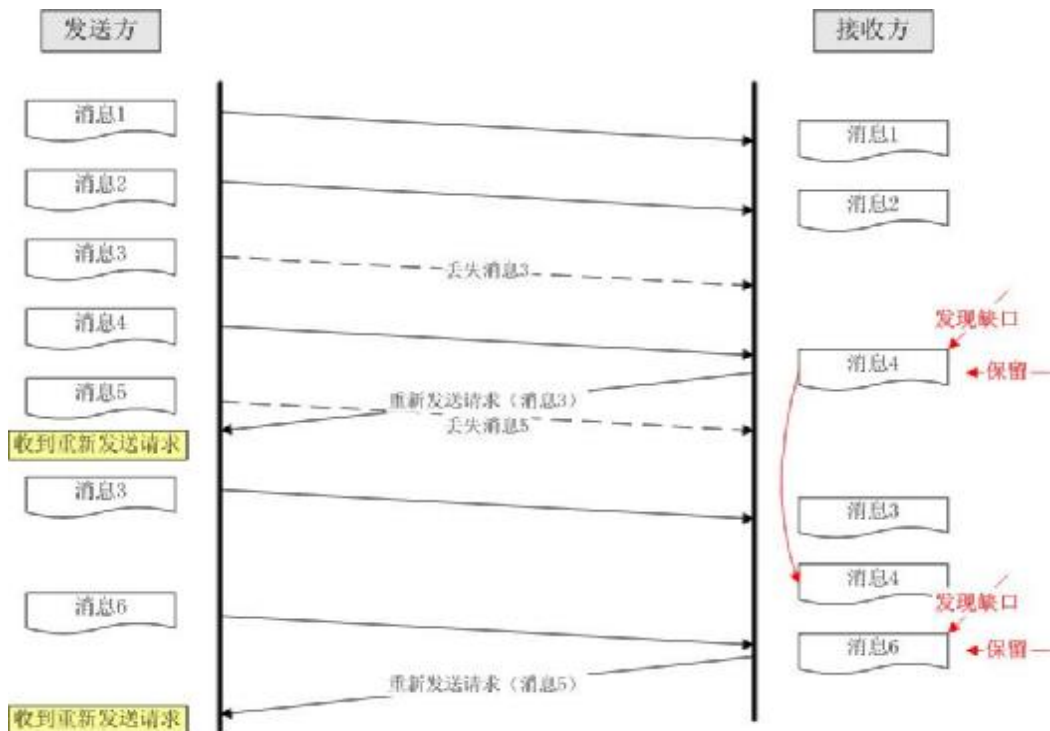 发送方
接收方
消息1
消息1
消息2
消息2
消息3
丢失消息3
消息4
发现缺口
消息4
保留
消息5
重新发送请求（消息3）
丢失消息5
收到重新发送请求
消息3
消息3
消息4
消息6
发现缺口
消息6
保留
重新发送请求（消息5）
收到重新发送请求